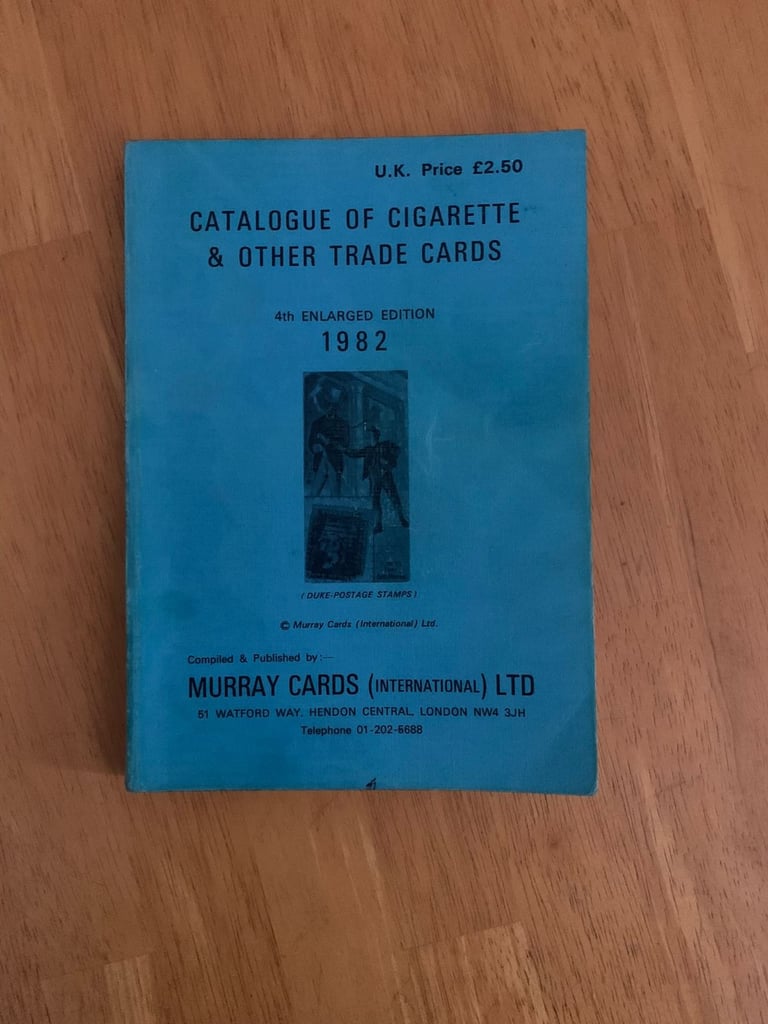 U.K. Price £2.50
CATALOGUE OF CIGARETTE
& OTHER TRADE CARDS
4th ENLARGED EDITION
1982
(DUKE-POSTAGE STAMPS)
© Murray Cards (International) Ltd.
Compiled & Published by :—
MURRAY CARDS (INTERNATIONAL) LTD
51 WATFORD WAY, HENDON CENTRAL, LONDON NW4 3JH
Telephone 01-202-5688